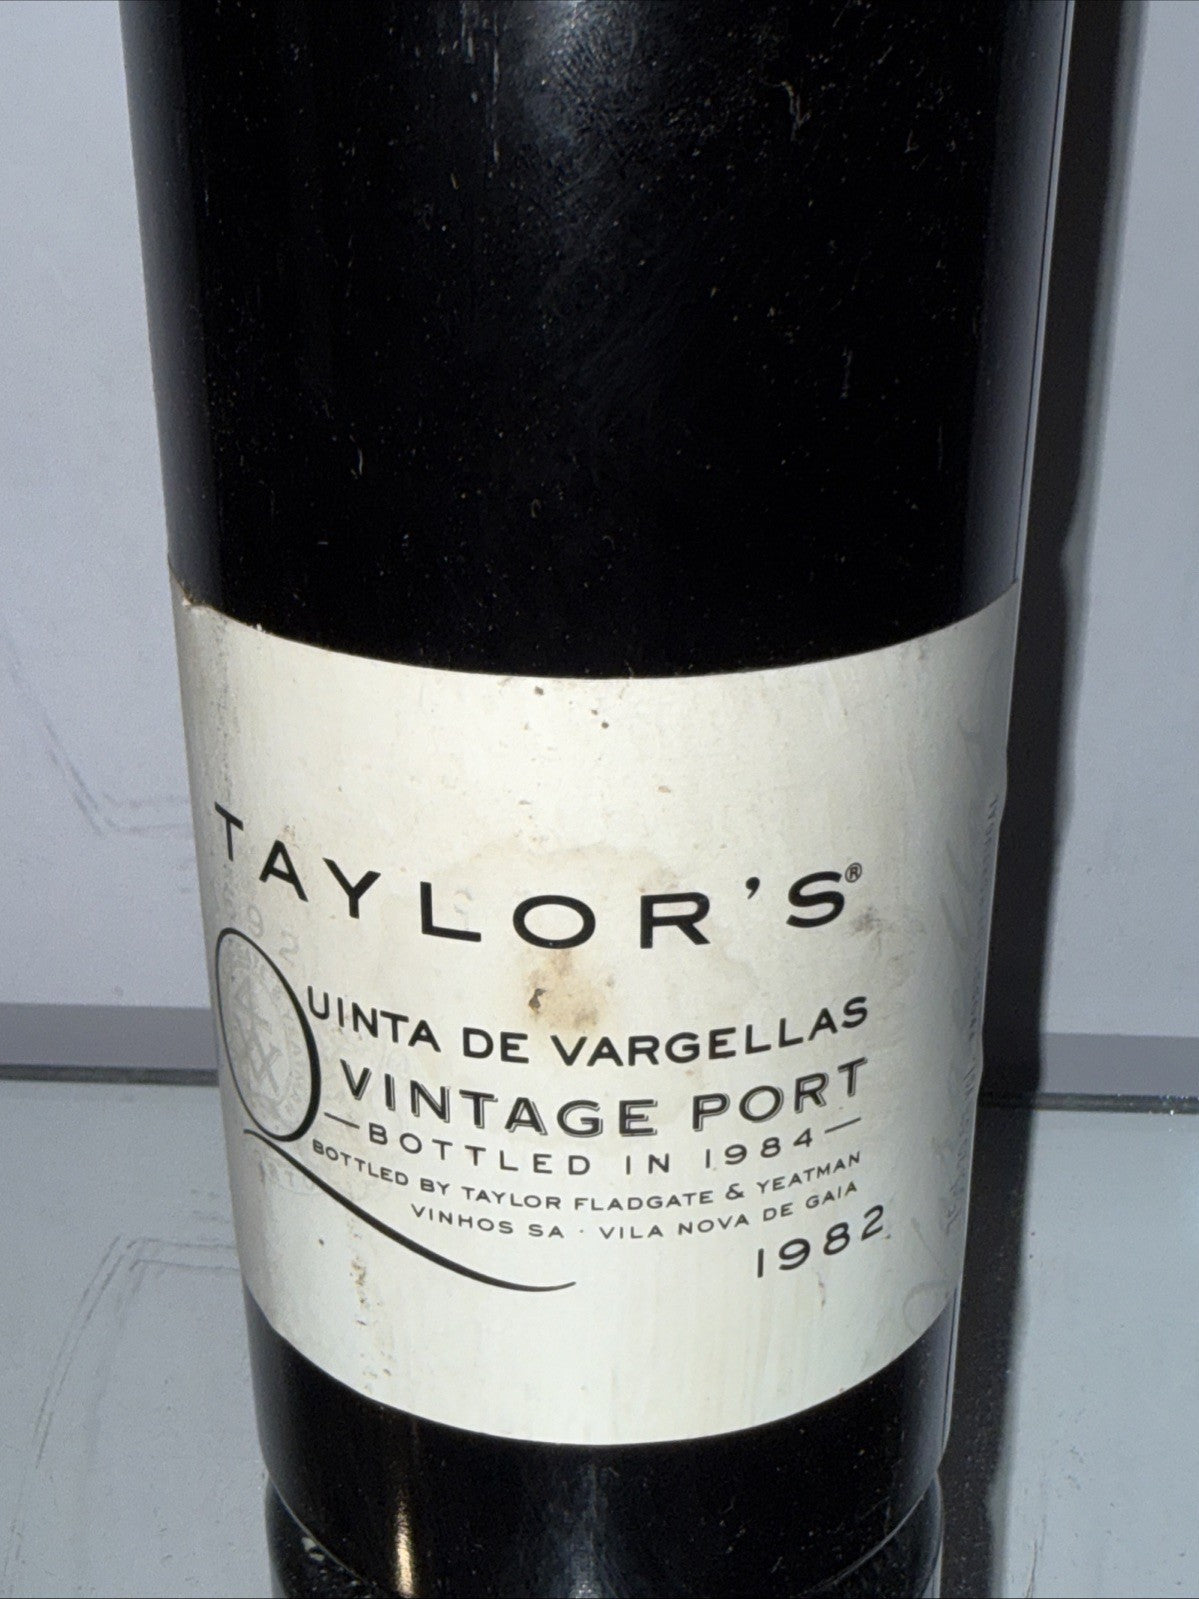 TAYLOR'S®
QUINTA DE VARGELLAS
VINTAGE PORT
—BOTTLED IN 1984—
BOTTLED BY TAYLOR FLADGATE & YEATMAN
VINHOS SA · VILA NOVA DE GAIA
1982